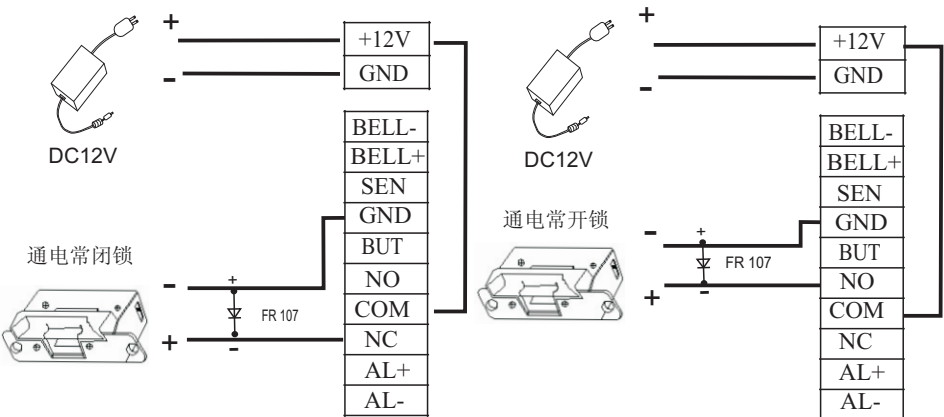 +
-
+12V
GND
DC12V
BELL-
BELL+
SEN
GND
BUT
NO
COM
NC
AL+
AL-
通电常闭锁
-
+
+
FR 107
-
+
-
+12V
GND
DC12V
BELL-
BELL+
SEN
GND
BUT
NO
COM
NC
AL+
AL-
通电常开锁
-
+
+
FR 107
-